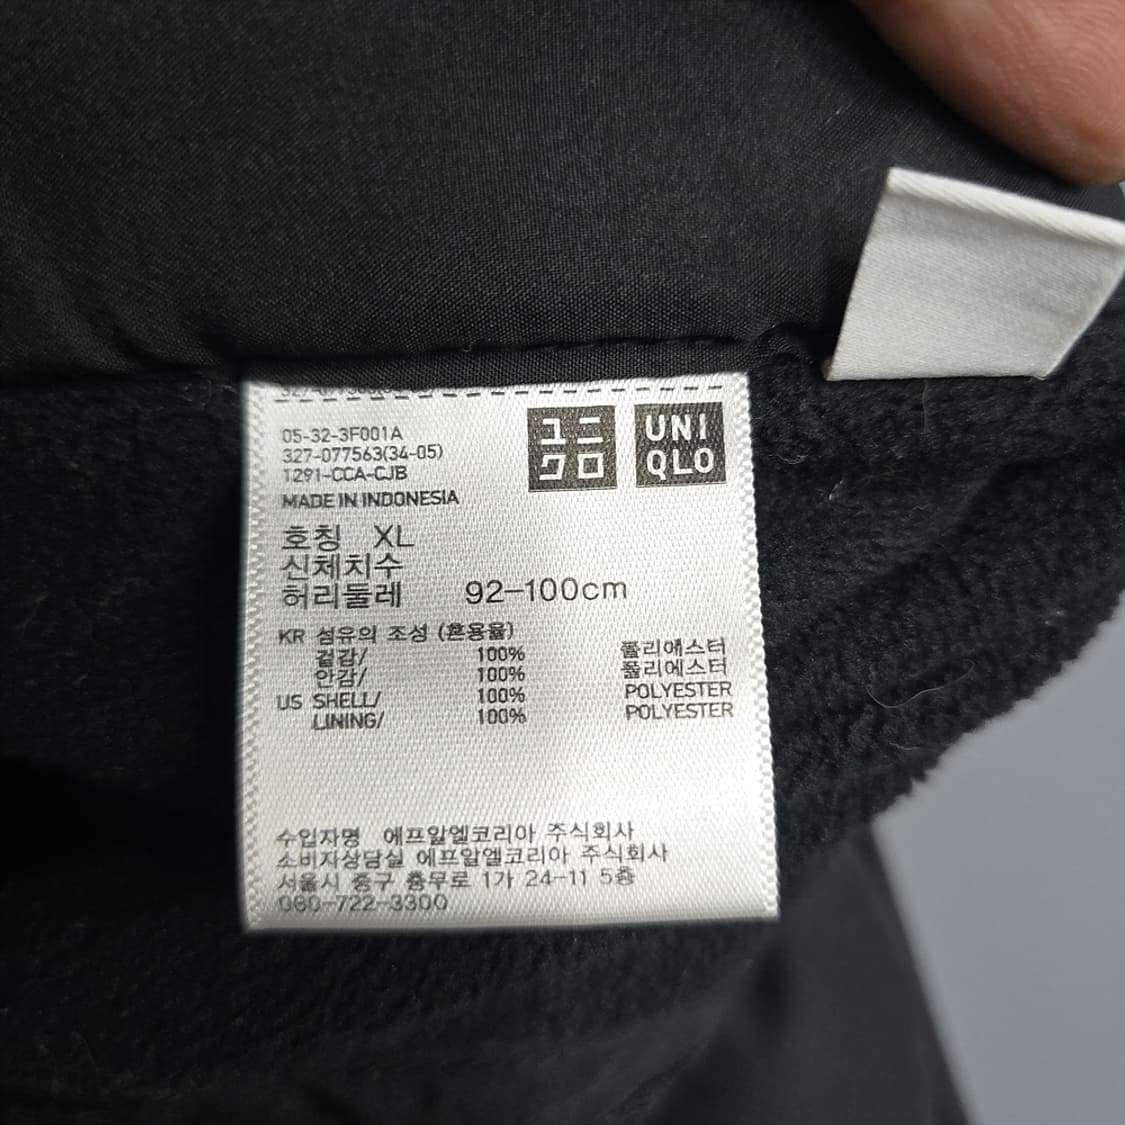 05-32-3F001A
327-077563(34-05)
1291-CCA-CJB
MADE IN INDONESIA
ユニ
クロ
UNI
QLO
호칭 XL
신체치수
허리둘레 92-100cm
KR 섬유의 조성 (혼용율)
겉감/ 100% 폴리에스터
안감/ 100% 폴리에스터
US SHELL/ 100% POLYESTER
LINING/ 100% POLYESTER
수입자명 에프알엘코리아 주식회사
소비자상담실 에프알엘코리아 주식회사
서울시 중구 충무로 1가 24-11 5층
080-722-3300